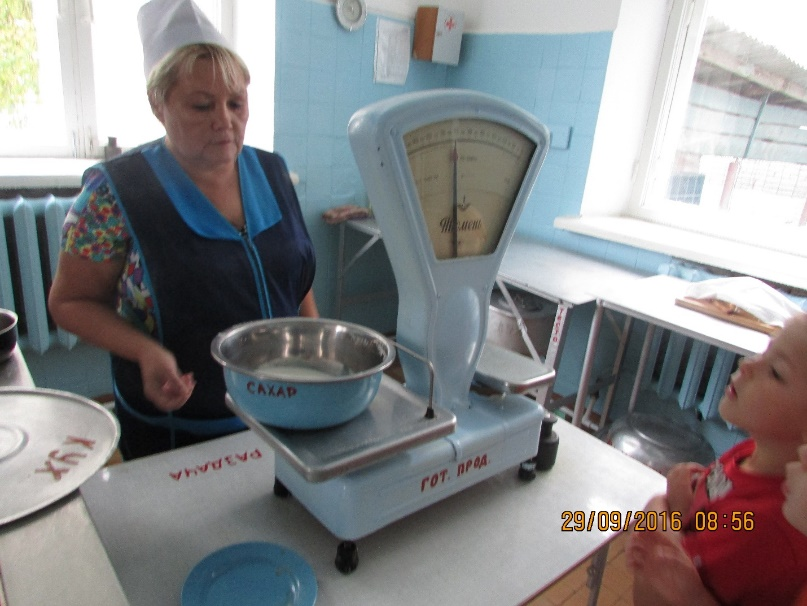 Тюмень
САХАР
КУХ
РАЗДАЧА
ГОТ. ПРОД.
29/09/2016 08:56